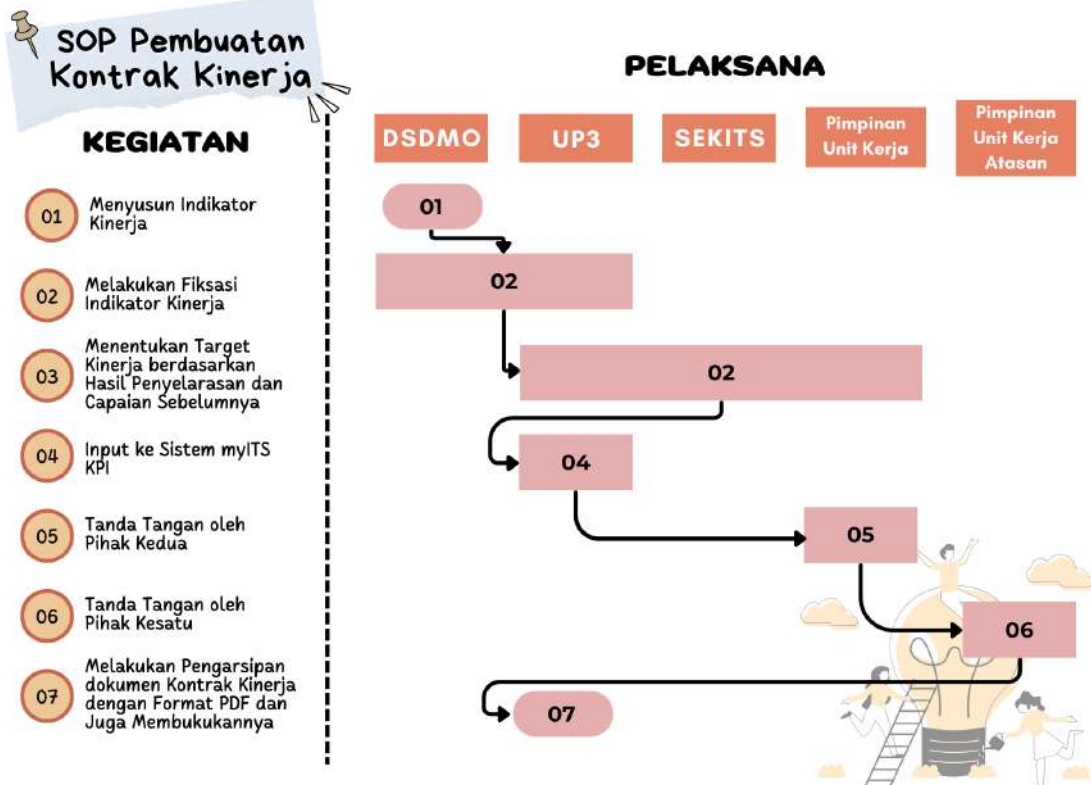 SOP Pembuatan
Kontrak Kinerja
KEGIATAN
01
Menyusun Indikator
Kinerja
02
Melakukan Fiksasi
Indikator Kinerja
03
Menentukan Target
Kinerja berdasarkan
Hasil Penyelarasan dan
Capaian Sebelumnya
04
Input ke Sistem myITS
KPI
05
Tanda Tangan oleh
Pihak Kedua
06
Tanda Tangan oleh
Pihak Kesatu
07
Melakukan Pengarsipan
dokumen Kontrak Kinerja
dengan Format PDF dan
Juga Membukukannya
PELAKSANA
DSDMO
UP3
SEKITS
Pimpinan
Unit Kerja
Pimpinan
Unit Kerja
Atasan
01
02
02
04
05
06
07